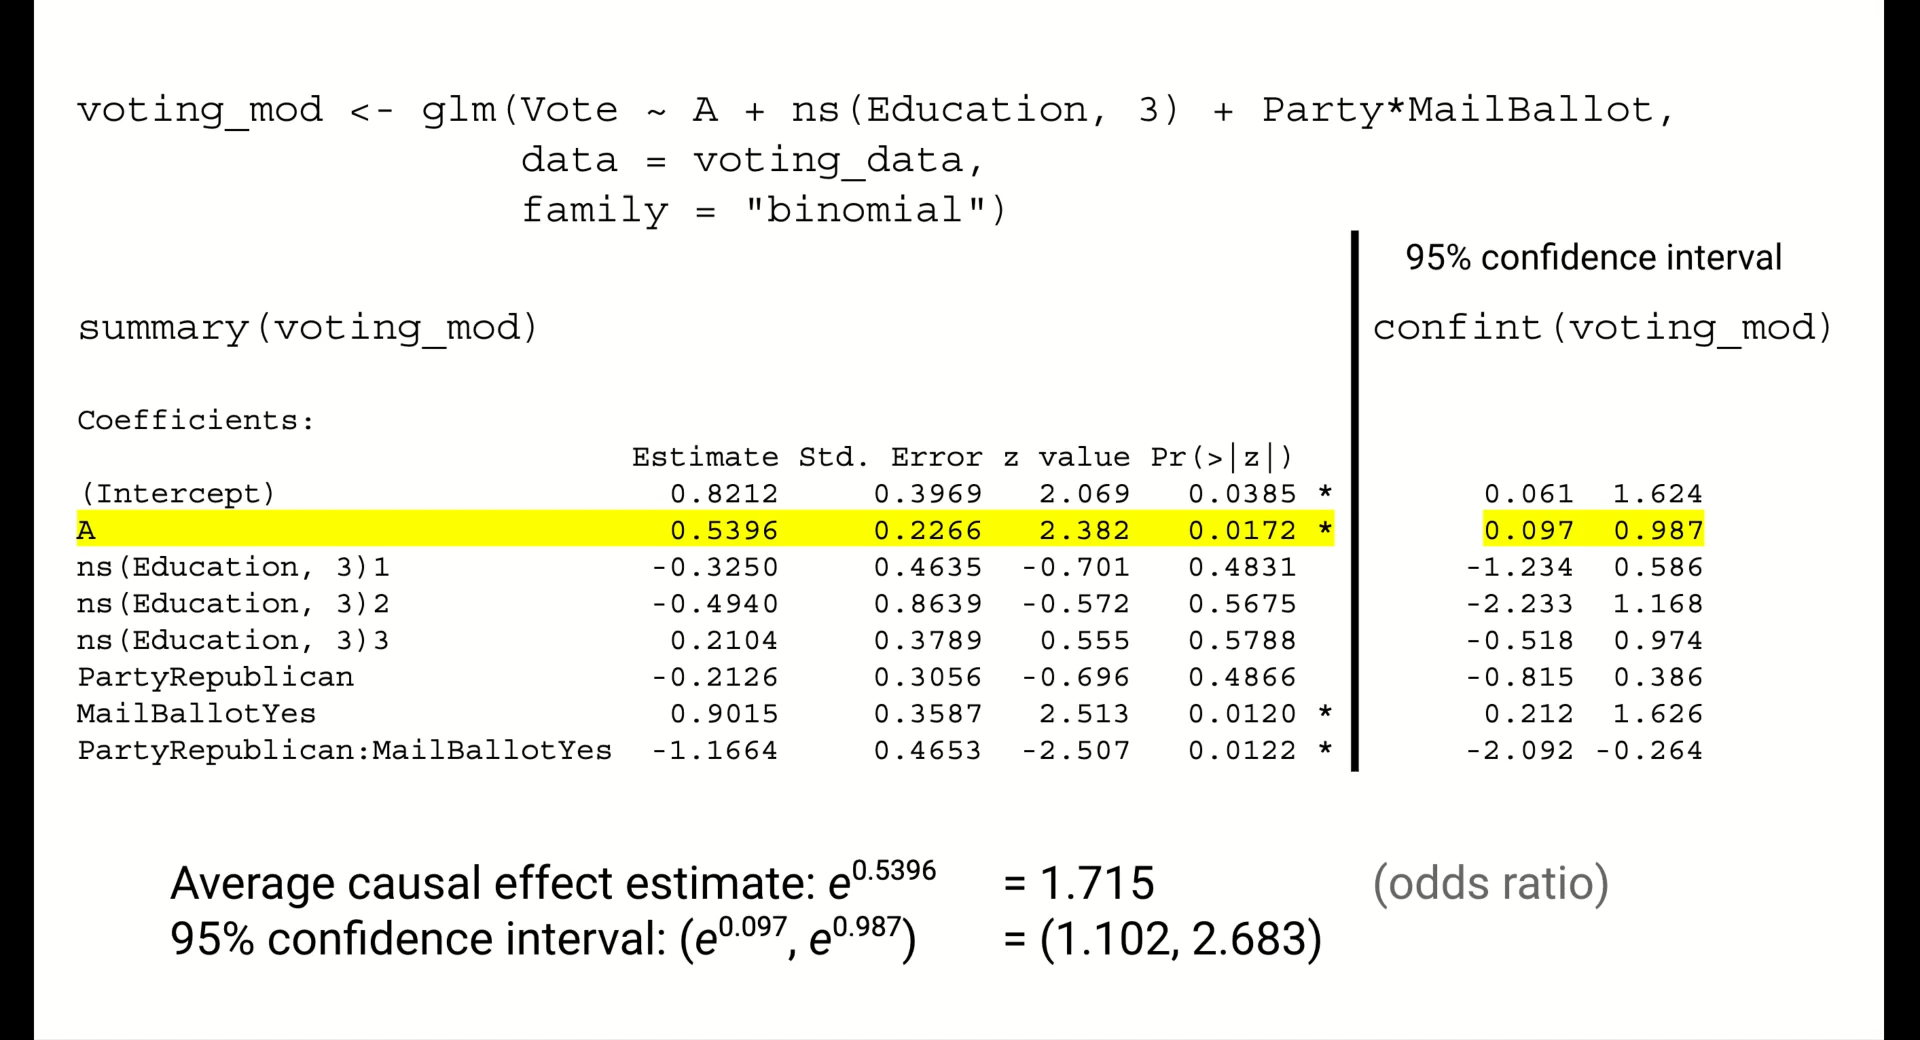 voting_mod <- glm(Vote ~ A + ns(Education, 3) + Party*MailBallot,
data = voting_data,
family = "binomial")
95% confidence interval
summary(voting_mod) confint(voting_mod)
Coefficients:
Estimate Std. Error z value Pr(>|z|)
(Intercept) 0.8212 0.3969 2.069 0.0385 * 0.061 1.624
A 0.5396 0.2266 2.382 0.0172 * 0.097 0.987
ns(Education, 3)1 -0.3250 0.4635 -0.701 0.4831 -1.234 0.586
ns(Education, 3)2 -0.4940 0.8639 -0.572 0.5675 -2.233 1.168
ns(Education, 3)3 0.2104 0.3789 0.555 0.5788 -0.518 0.974
PartyRepublican -0.2126 0.3056 -0.696 0.4866 -0.815 0.386
MailBallotYes 0.9015 0.3587 2.513 0.0120 * 0.212 1.626
PartyRepublican:MailBallotYes -1.1664 0.4653 -2.507 0.0122 * -2.092 -0.264
Average causal effect estimate: e^0.5396 = 1.715 (odds ratio)
95% confidence interval: (e^0.097, e^0.987) = (1.102, 2.683)